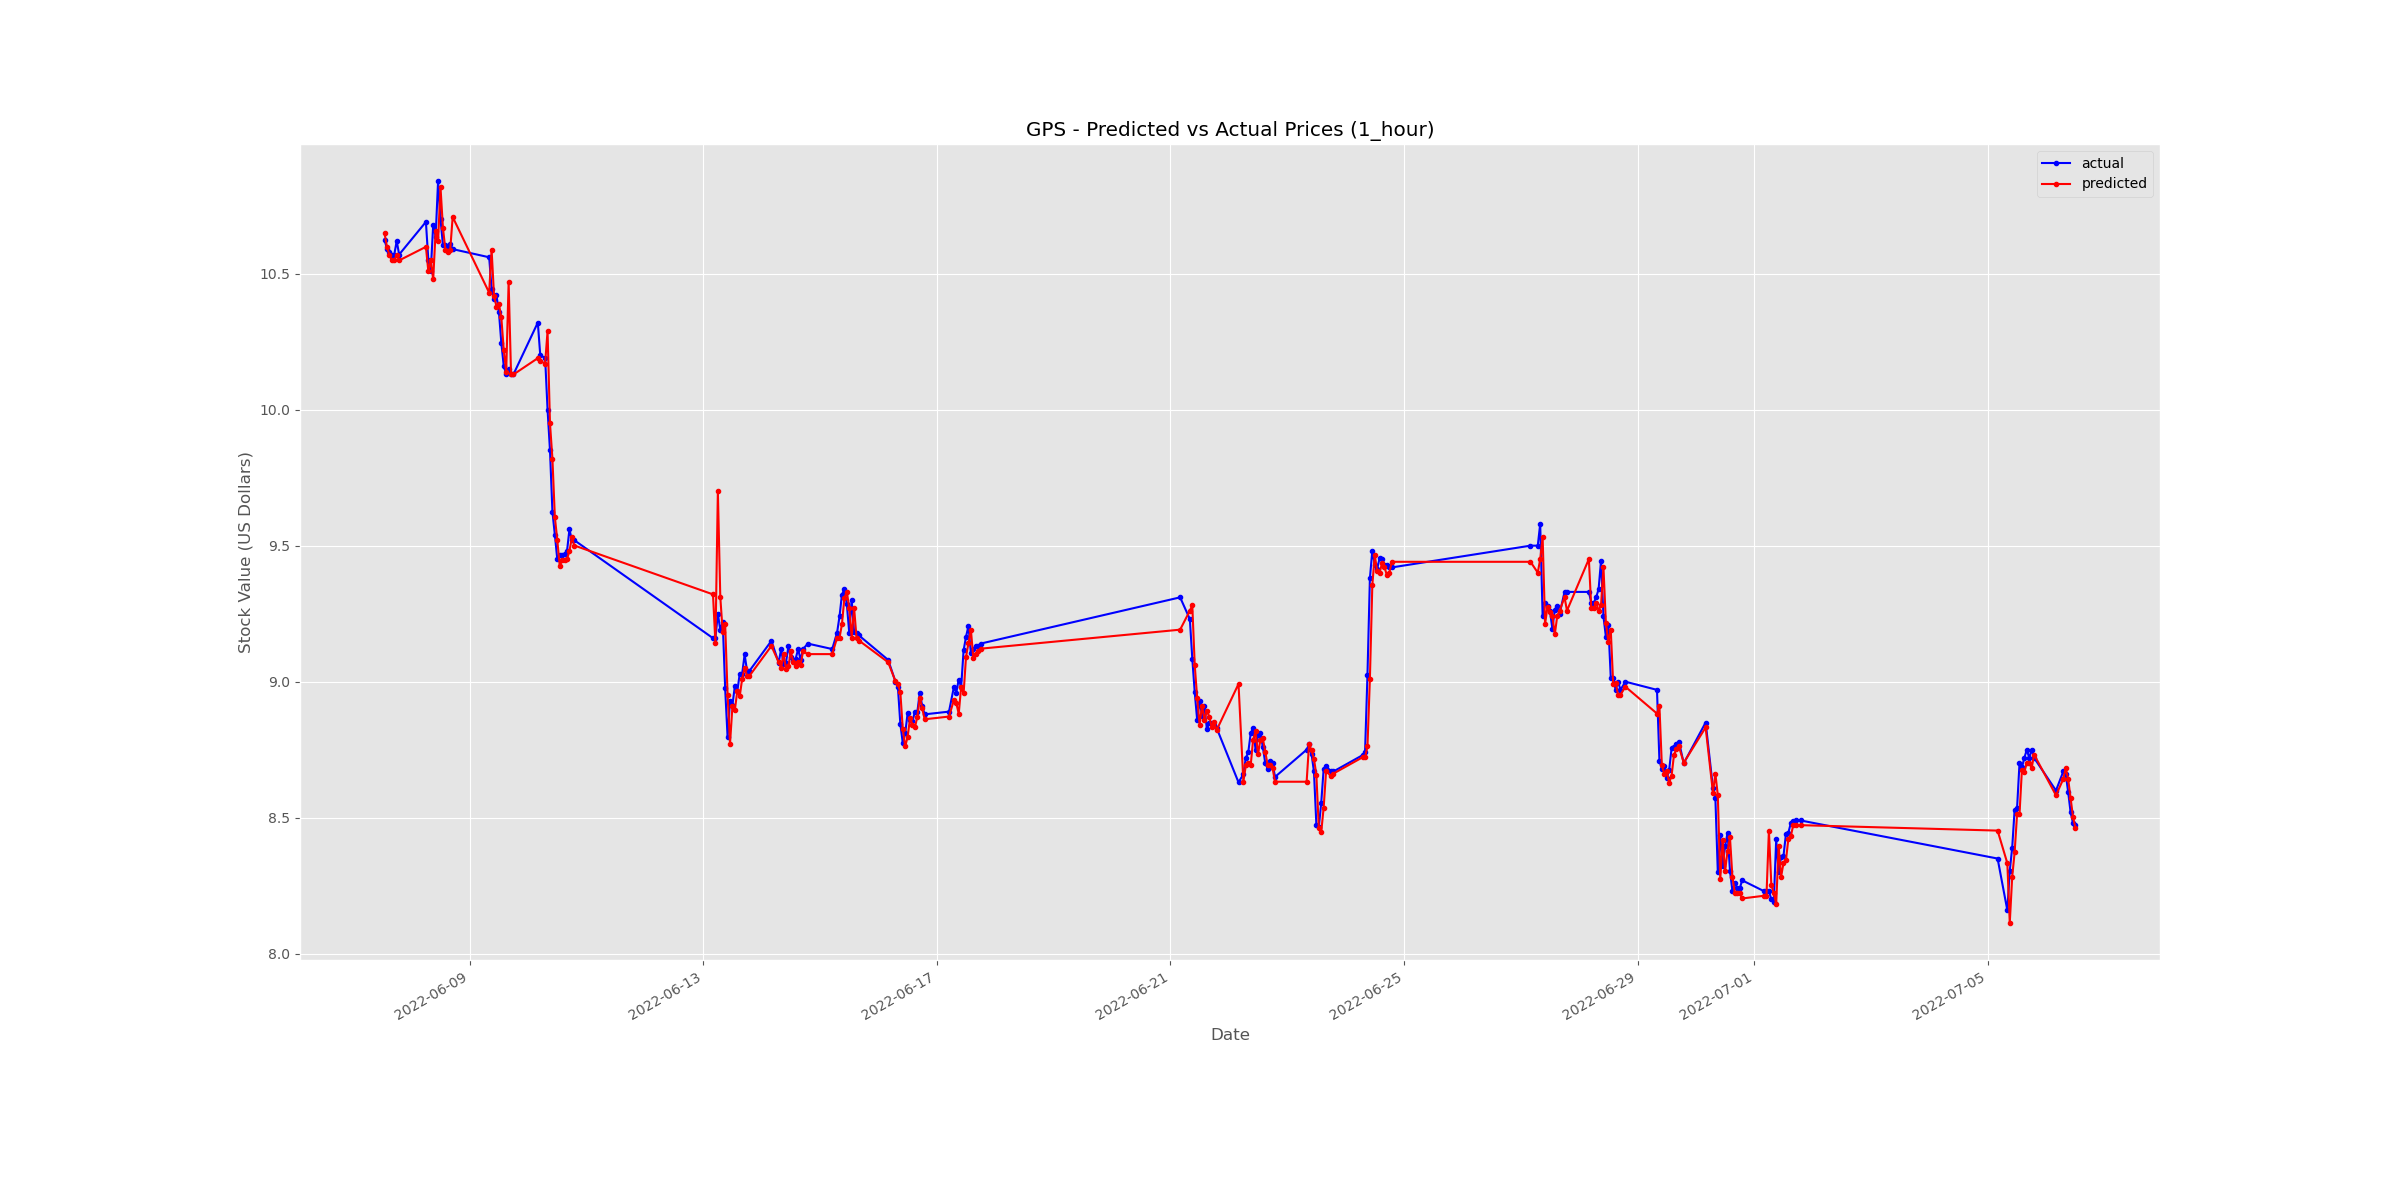 GPS - Predicted vs Actual Prices (1_hour)
actual
predicted
Stock Value (US Dollars)
10.5
10.0
9.5
9.0
8.5
8.0
2022-06-09
2022-06-13
2022-06-17
2022-06-21
2022-06-25
2022-06-29
2022-07-01
2022-07-05
Date